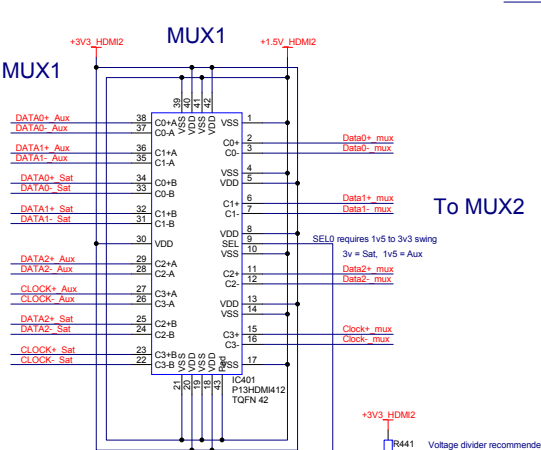 MUX1
+3V3_HDMI2
+1.5V_HDMI2
MUX1
39 40 41 42
VSS VDD VSS VDD
DATA0+_Aux 38 C0+A
DATA0-_Aux 37 C0-A
DATA1+_Aux 36 C1+A
DATA1-_Aux 35 C1-A
DATA0+_Sat 34 C0+B
DATA0-_Sat 33 C0-B
DATA1+_Sat 32 C1+B
DATA1-_Sat 31 C1-B
30 VDD
DATA2+_Aux 29 C2+A
DATA2-_Aux 28 C2-A
CLOCK+_Aux 27 C3+A
CLOCK-_Aux 26 C3-A
DATA2+_Sat 25 C2+B
DATA2-_Sat 24 C2-B
CLOCK+_Sat 23 C3+B
CLOCK-_Sat 22 C3-B
VSS 1
C0+ 2 Data0+_mux
C0- 3 Data0-_mux
VSS 4
VDD 5
C1+ 6 Data1+_mux
C1- 7 Data1-_mux
To MUX2
VDD 8
SEL 9
VSS 10
SEL0 requires 1v5 to 3v3 swing
3v = Sat, 1v5 = Aux
C2+ 11 Data2+_mux
C2- 12 Data2-_mux
VDD 13
VSS 14
C3+ 15 Clock+_mux
C3- 16 Clock-_mux
VSS 17
VSS VDD VSS VDD Pad
21 20 19 18 43
IC401
P13HDMI412
TQFN 42
+3V3_HDMI2
R441
Voltage divider recommende